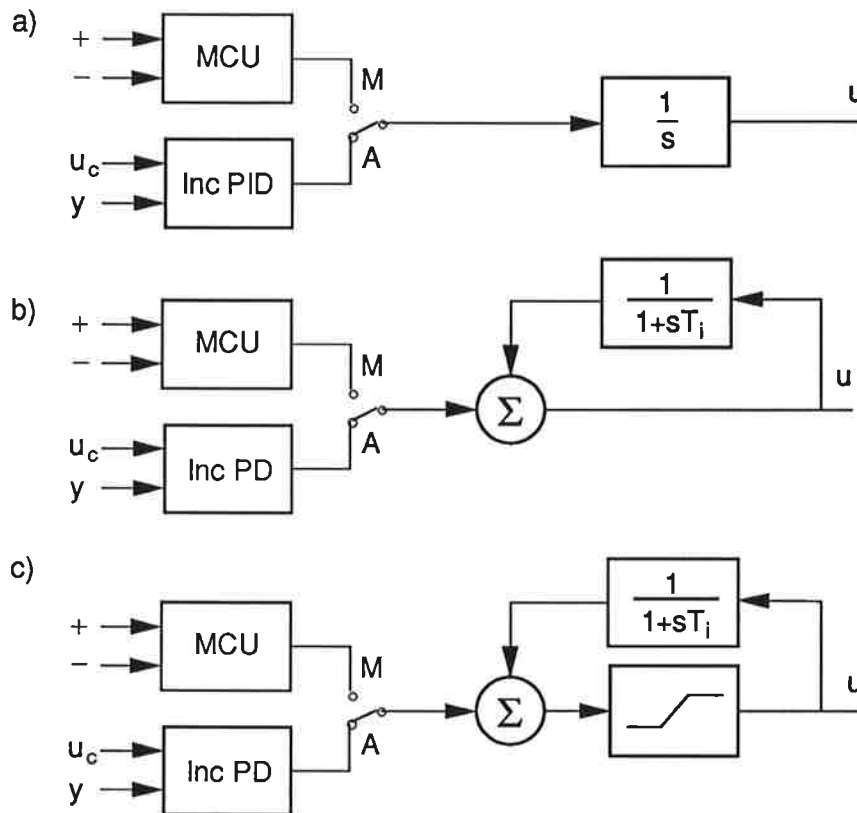 a)
+
−
MCU
M
u_c
y
Inc PID
A
1
s
u
b)
+
−
MCU
M
u_c
y
Inc PD
A
Σ
1
1+sT_i
u
c)
+
−
MCU
M
u_c
y
Inc PD
A
Σ
1
1+sT_i
u